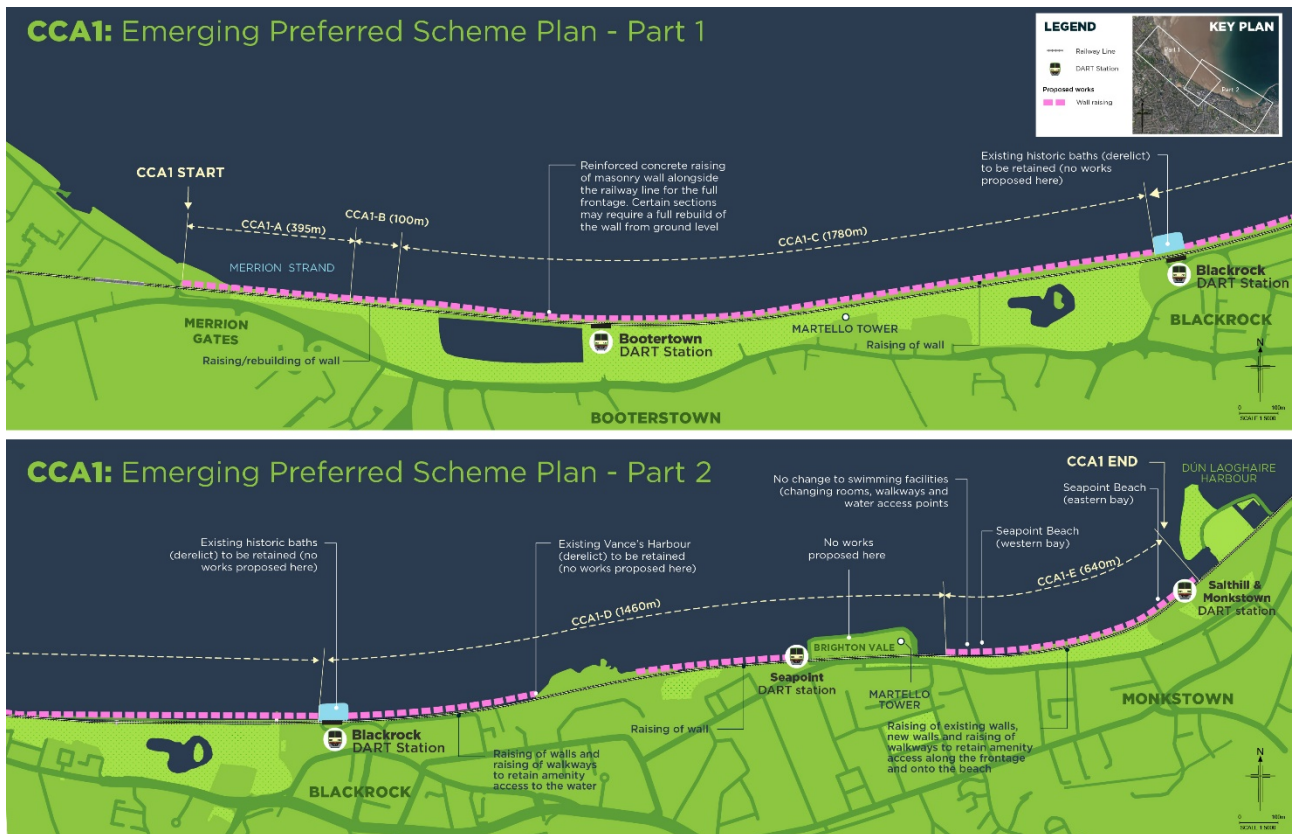 CCA1: Emerging Preferred Scheme Plan - Part 1
LEGEND
Railway Line
DART Station
Proposed works
Wall raising
KEY PLAN
Part 1
Part 2
CCA1 START
CCA1-A (395m)
CCA1-B (100m)
Reinforced concrete raising
of masonry wall alongside
the railway line for the full
frontage. Certain sections
may require a full rebuild of
the wall from ground level
CCA1-C (1780m)
Existing historic baths (derelict)
to be retained (no works
proposed here)
MERRION STRAND
MERRION
GATES
Raising/rebuilding of wall
Bootertown
DART Station
MARTELLO TOWER
Raising of wall
Blackrock
DART Station
BLACKROCK
BOOTERSTOWN
N
0 160m
SCALE 1:5000
CCA1: Emerging Preferred Scheme Plan - Part 2
Existing historic baths
(derelict) to be retained (no
works proposed here)
Existing Vance's Harbour
(derelict) to be retained
(no works proposed here)
CCA1-D (1460m)
No change to swimming facilities
(changing rooms, walkways and
water access points
No works
proposed here
Seapoint Beach
(western bay)
CCA1-E (640m)
CCA1 END
Seapoint Beach
(eastern bay)
DÚN LAOGHAIRE
HARBOUR
Salthill &
Monkstown
DART station
BRIGHTON VALE
Seapoint
DART station
MARTELLO
TOWER
MONKSTOWN
Blackrock
DART Station
BLACKROCK
Raising of walls and
raising of walkways
to retain amenity
access to the water
Raising of wall
Raising of existing walls,
new walls and raising of
walkways to retain amenity
access along the frontage
and onto the beach
N
0 160m
SCALE 1:5000